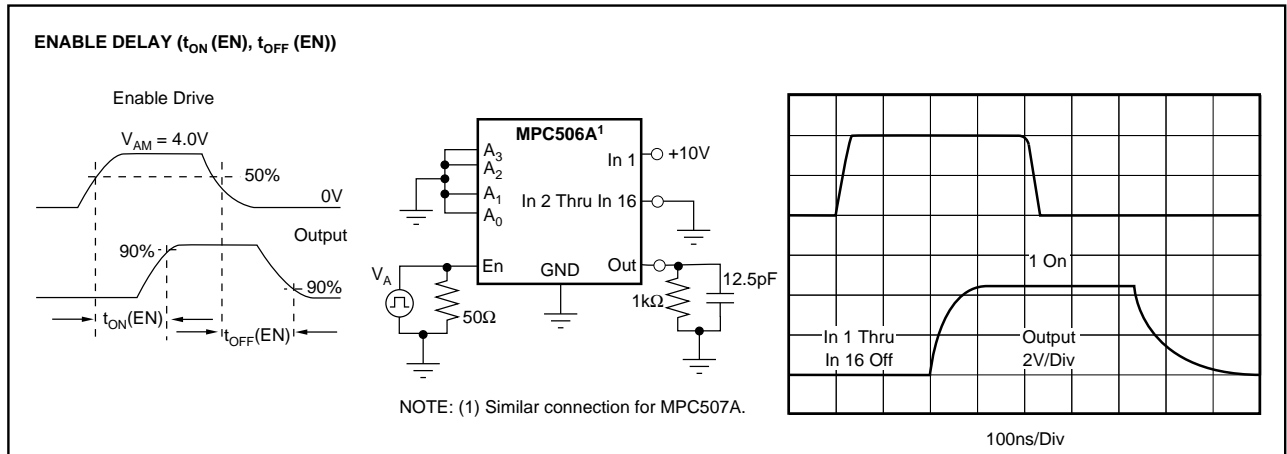 ENABLE DELAY (tON (EN), tOFF (EN))
Enable Drive
VAM = 4.0V
50%
0V
Output
90%
90%
tON(EN)
tOFF(EN)
MPC506A1
A3
A2
A1
A0
In 1
+10V
In 2 Thru In 16
En
GND
Out
VA
50Ω
1kΩ
12.5pF
NOTE: (1) Similar connection for MPC507A.
1 On
In 1 Thru
In 16 Off
Output
2V/Div
100ns/Div